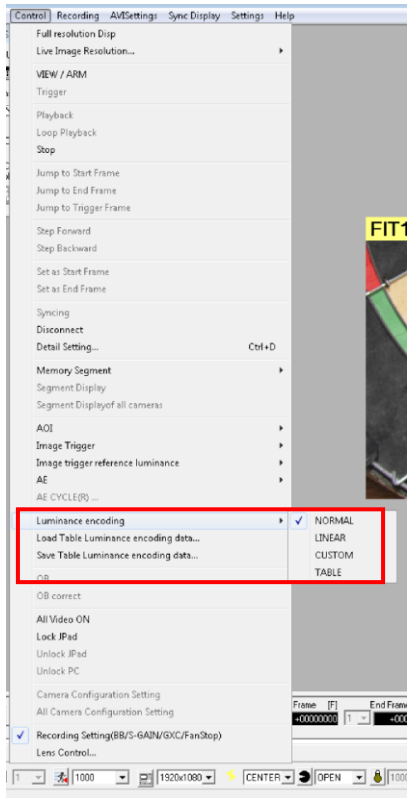 Control Recording AVISettings Sync Display Settings Help
Full resolution Disp
Live Image Resolution...
VIEW / ARM
Trigger
Playback
Loop Playback
Stop
Jump to Start Frame
Jump to End Frame
Jump to Trigger Frame
FIT1
Step Forward
Step Backward
Set as Start Frame
Set as End Frame
Syncing
Disconnect
Detail Setting... Ctrl+D
Memory Segment
Segment Display
Segment Displayof all cameras
AOI
Image Trigger
Image trigger reference luminance
AE
AE CYCLE(R) ...
Luminance encoding NORMAL
Load Table Luminance encoding data... LINEAR
Save Table Luminance encoding data... CUSTOM
TABLE
OB
OB correct
All Video ON
Lock JPad
Unlock JPad
Unlock PC
Camera Configuration Setting
All Camera Configuration Setting
Frame [F] End Frame
+00000000 1 +000
Recording Setting(BB/S-GAIN/GXC/FanStop)
Lens Control...
1 1000 1920x1080 CENTER OPEN 1000